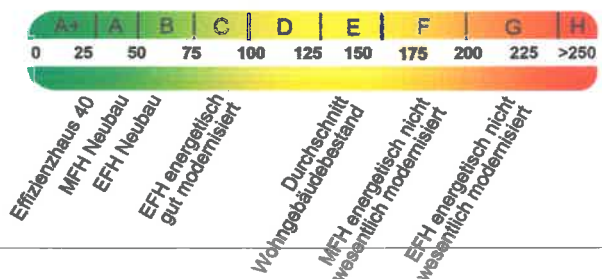 A+ A B C D E F G H
0 25 50 75 100 125 150 175 200 225 >250
Effizienzhaus 40
MFH Neubau
EFH Neubau
EFH energetisch
gut modernisiert
Durchschnitt
Wohngebäudebestand
MFH energetisch nicht
wesentlich modernisiert
EFH energetisch nicht
wesentlich modernisiert